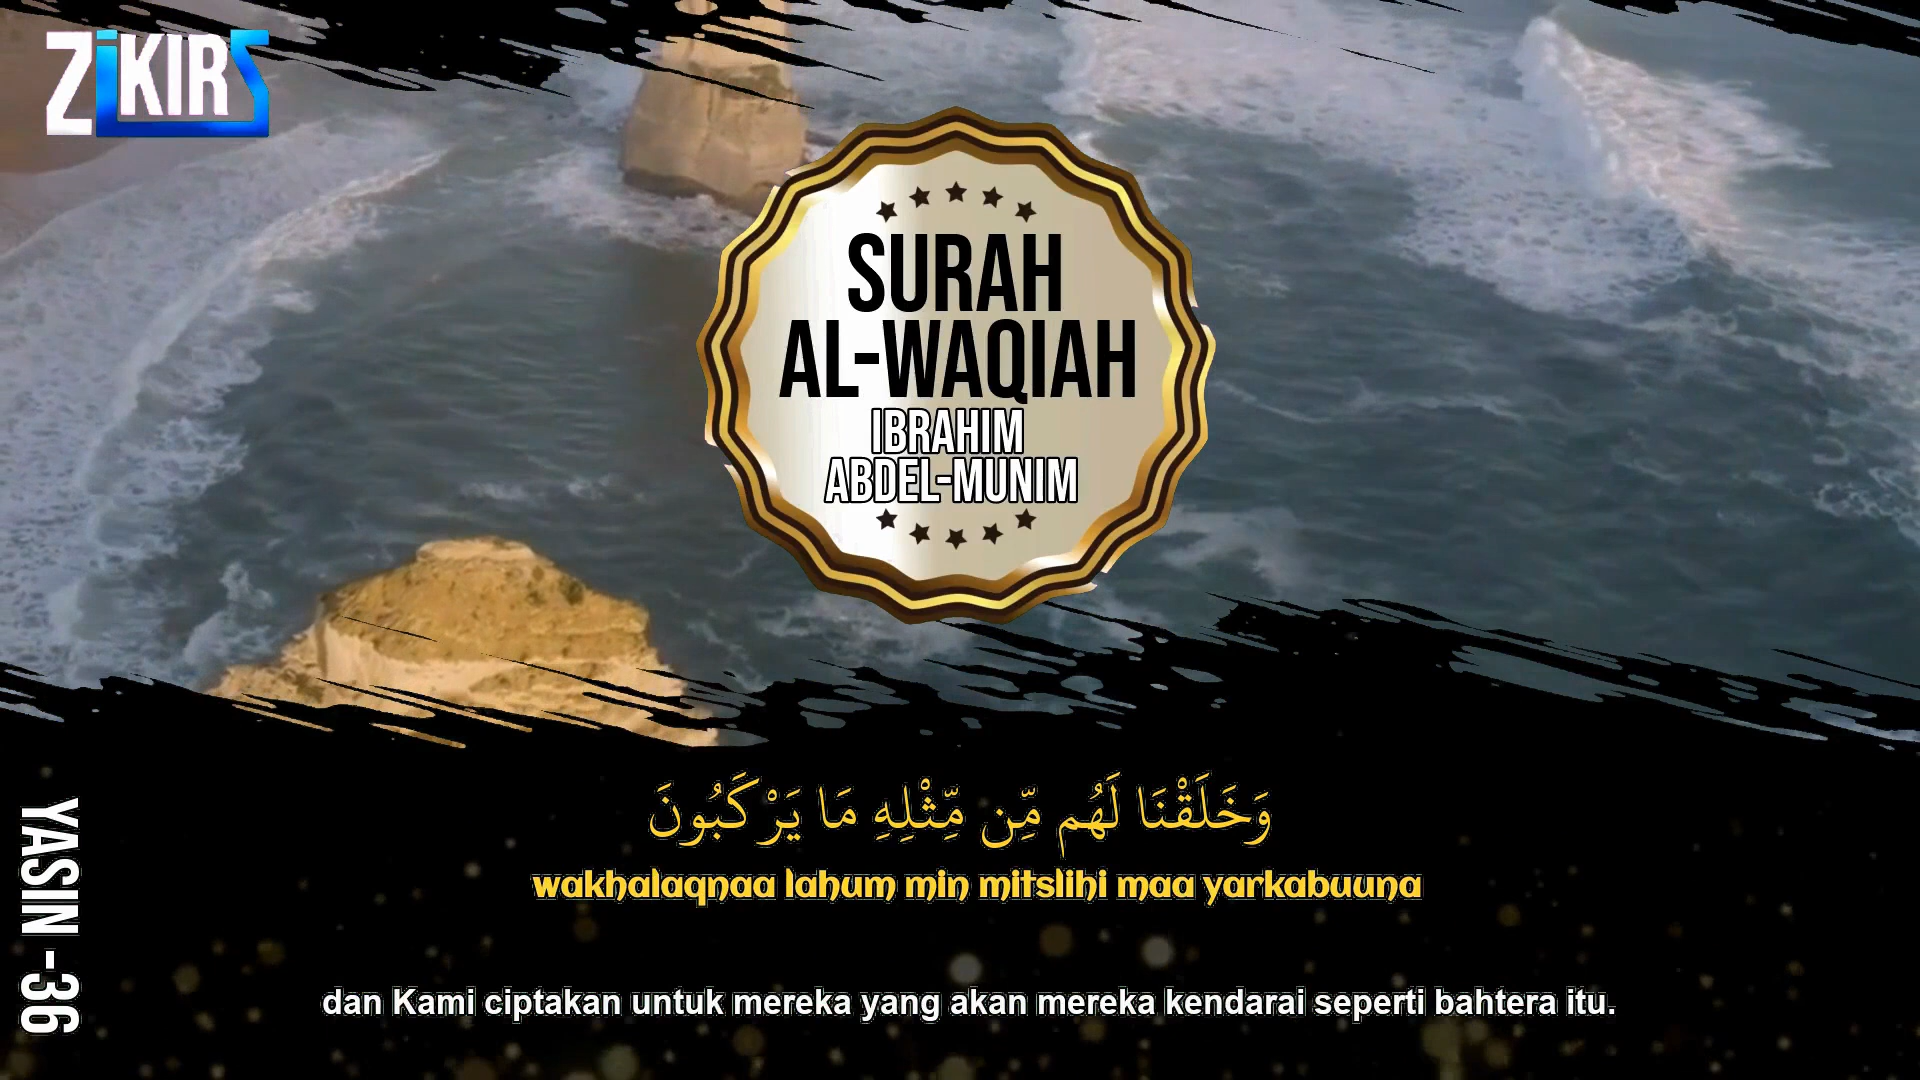 ZiKIRS
SURAH
AL-WAQIAH
IBRAHIM
ABDEL-MUNIM
وَخَلَقْنَا لَهُم مِّن مِّثْلِهِ مَا يَرْكَبُونَ
wakhalaqnaa lahum min mitslihi maa yarkabuuna
dan Kami ciptakan untuk mereka yang akan mereka kendarai seperti bahtera itu.
YASIN - 36